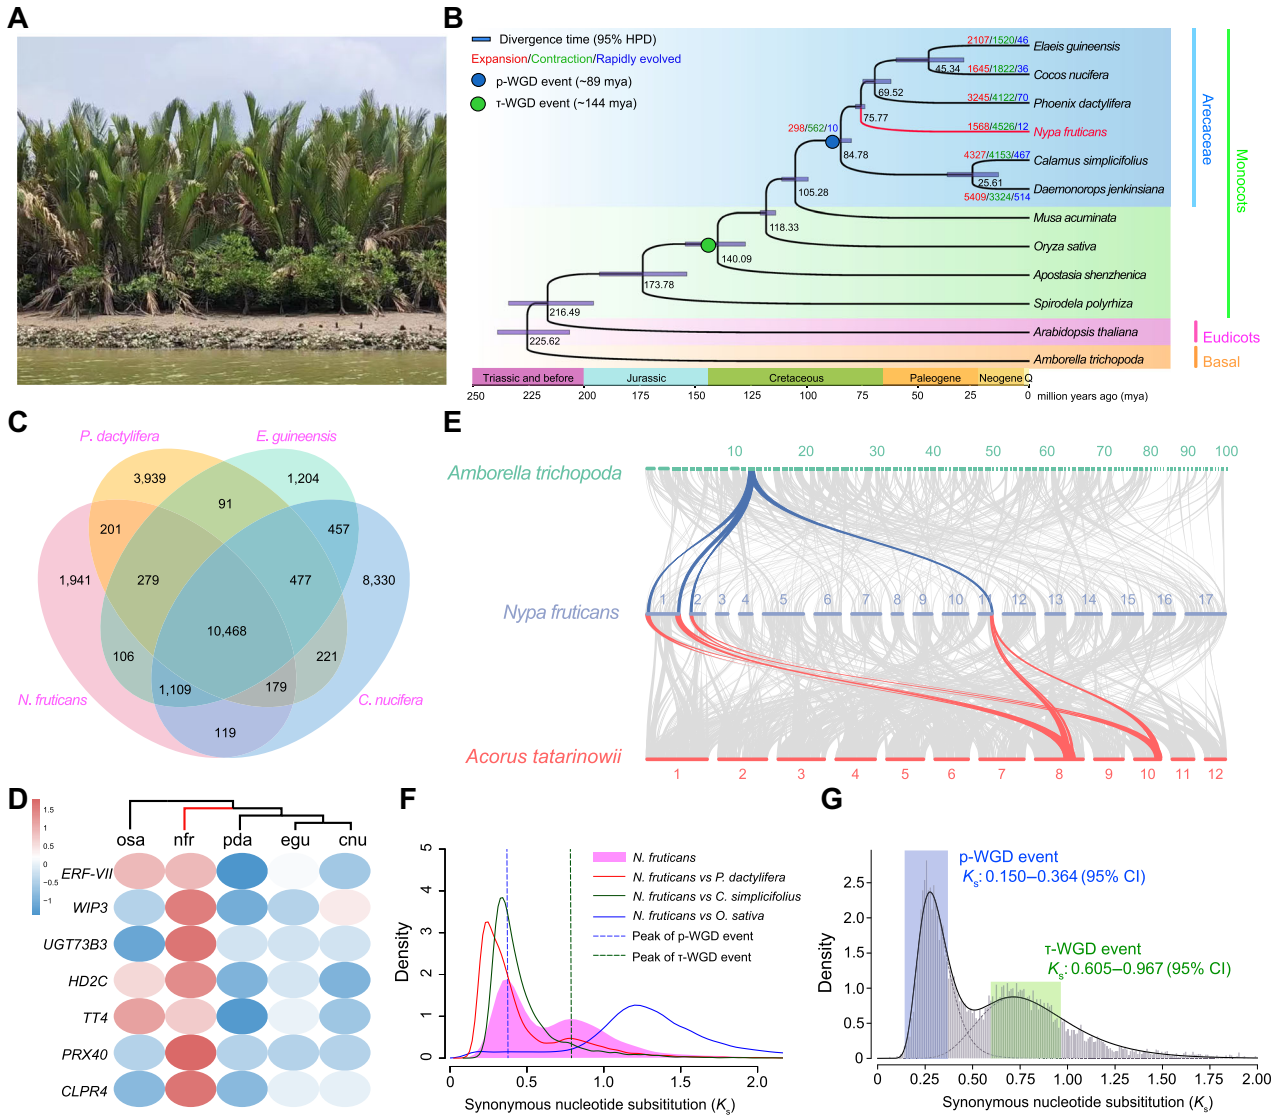 A
B
Divergence time (95% HPD)
Expansion/Contraction/Rapidly evolved
p-WGD event (~89 mya)
τ-WGD event (~144 mya)
2107/1520/46
Elaeis guineensis
45.34
1645/1822/36
Cocos nucifera
69.52
3245/4122/70
Phoenix dactylifera
75.77
298/562/10
1568/4526/12
Nypa fruticans
84.78
4327/4153/467
Calamus simplicifolius
25.61
Daemonorops jenkinsiana
5409/3324/514
105.28
Musa acuminata
118.33
Oryza sativa
140.09
Apostasia shenzhenica
173.78
Spirodela polyrhiza
216.49
Arabidopsis thaliana
225.62
Amborella trichopoda
Arecaceae
Monocots
Eudicots
Basal
Triassic and before
Jurassic
Cretaceous
Paleogene
Neogene
Q
250 225 200 175 150 125 100 75 50 25 0 million years ago (mya)
C
P. dactylifera
E. guineensis
3,939
1,204
91
201
457
1,941
279
477
8,330
10,468
106
221
1,109
179
N. fruticans
C. nucifera
119
E
10 20 30 40 50 60 70 80 90 100
Amborella trichopoda
Nypa fruticans
1 2 3 4 5 6 7 8 9 10 11 12 13 14 15 16 17
Acorus tatarinowii
1 2 3 4 5 6 7 8 9 10 11 12
D
1.5
1
0.5
0
−0.5
−1
osa nfr pda egu cnu
ERF-VII
WIP3
UGT73B3
HD2C
TT4
PRX40
CLPR4
F
5
4
3
2
1
0
Density
N. fruticans
N. fruticans vs P. dactylifera
N. fruticans vs C. simplicifolius
N. fruticans vs O. sativa
Peak of p-WGD event
Peak of τ-WGD event
0 0.5 1.0 1.5 2.0
Synonymous nucleotide subsititution (Ks)
G
p-WGD event
Ks: 0.150–0.364 (95% CI)
τ-WGD event
Ks: 0.605–0.967 (95% CI)
2.5
2.0
1.5
1.0
0.5
0
Density
0 0.25 0.50 0.75 1.00 1.25 1.50 1.75 2.00
Synonymous nucleotide subsititution (Ks)